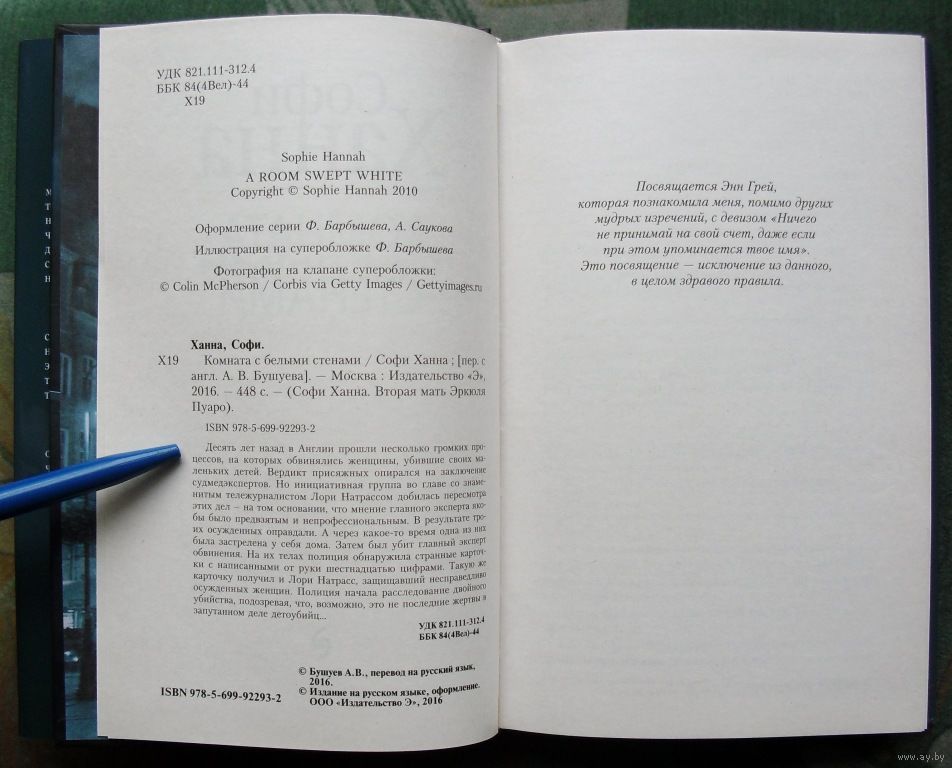 УДК 821.111-312.4
ББК 84(4Вел)-44
Х19
Sophie Hannah
A ROOM SWEPT WHITE
Copyright © Sophie Hannah 2010
Оформление серии Ф. Барбышева, А. Саукова
Иллюстрация на суперобложке Ф. Барбышева
Фотография на клапане суперобложки:
© Colin McPherson / Corbis via Getty Images / Gettyimages.ru
Ханна, Софи.
Х19 Комната с белыми стенами / Софи Ханна ; [пер. с
англ. А. В. Бушуева]. — Москва : Издательство «Э»,
2016. — 448 с. — (Софи Ханна. Вторая мать Эркюля
Пуаро).
ISBN 978-5-699-92293-2
Десять лет назад в Англии прошли несколько громких про-
цессов, на которых обвинялись женщины, убившие своих ма-
леньких детей. Вердикт присяжных опирался на заключение
судмедэкспертов. Но инициативная группа во главе со знаме-
нитым тележурналистом Лори Натрассом добилась пересмотра
этих дел — на том основании, что мнение главного эксперта яко-
бы было предвзятым и непрофессиональным. В результате тро-
их осужденных оправдали. А через какое-то время одна из них
была застрелена у себя дома. Затем был убит главный эксперт
обвинения. На их телах полиция обнаружила странные карточ-
ки с написанными от руки шестнадцатью цифрами. Такую же
карточку получил и Лори Натрасс, защищавший несправедливо
осужденных женщин. Полиция начала расследование двойного
убийства, подозревая, что, возможно, это не последние жертвы в
запутанном деле детоубийц...
УДК 821.111-312.4
ББК 84(4Вел)-44
© Бушуев А.В., перевод на русский язык,
2016.
© Издание на русском языке, оформление.
ООО «Издательство Э», 2016
ISBN 978-5-699-92293-2
Посвящается Энн Грей,
которая познакомила меня, помимо других
мудрых изречений, с девизом «Ничего
не принимай на свой счет, даже если
при этом упоминается твое имя».
Это посвящение — исключение из данного,
в целом здравого правила.
www.ay.by